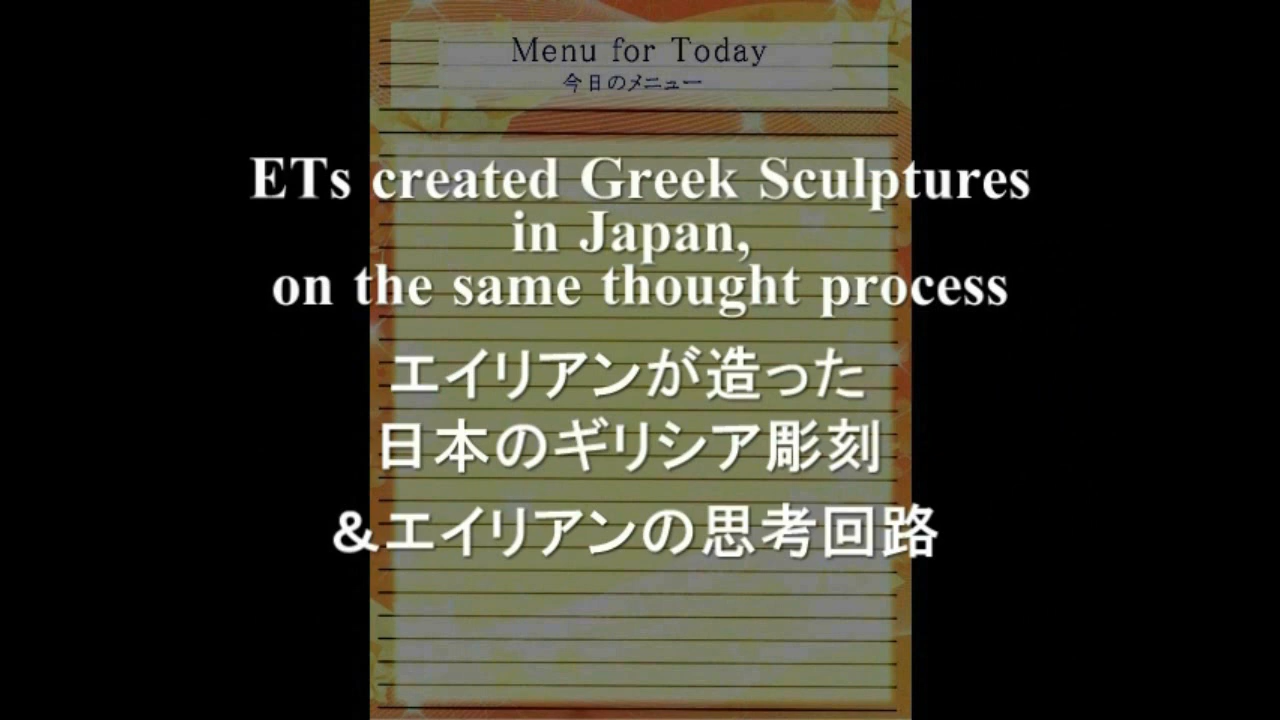 Menu for Today
今日のメニュー
ETs created Greek Sculptures
in Japan,
on the same thought process
エイリアンが造った
日本のギリシア彫刻
＆エイリアンの思考回路